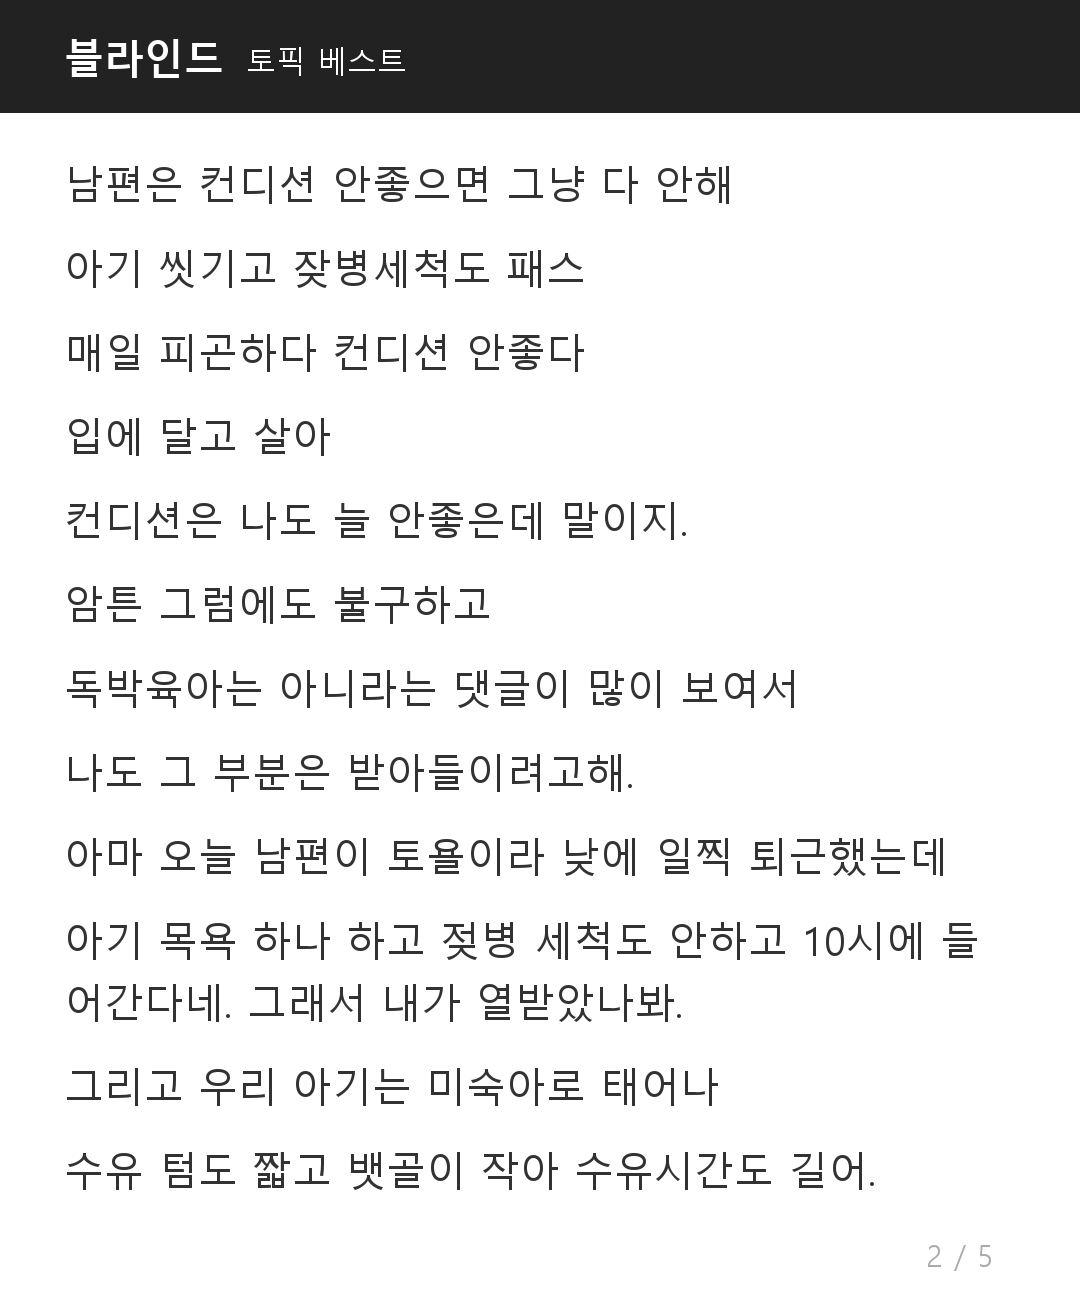 블라인드 토픽 베스트
남편은 컨디션 안좋으면 그냥 다 안해
아기 씻기고 잦병세척도 패스
매일 피곤하다 컨디션 안좋다
입에 달고 살아
컨디션은 나도 늘 안좋은데 말이지.
암튼 그럼에도 불구하고
독박육아는 아니라는 댓글이 많이 보여서
나도 그 부분은 받아들이려고해.
아마 오늘 남편이 토욜이라 낮에 일찍 퇴근했는데
아기 목욕 하나 하고 젖병 세척도 안하고 10시에 들
어간다네. 그래서 내가 열받았나봐.
그리고 우리 아기는 미숙아로 태어나
수유 텀도 짧고 뱃골이 작아 수유시간도 길어.
2 / 5